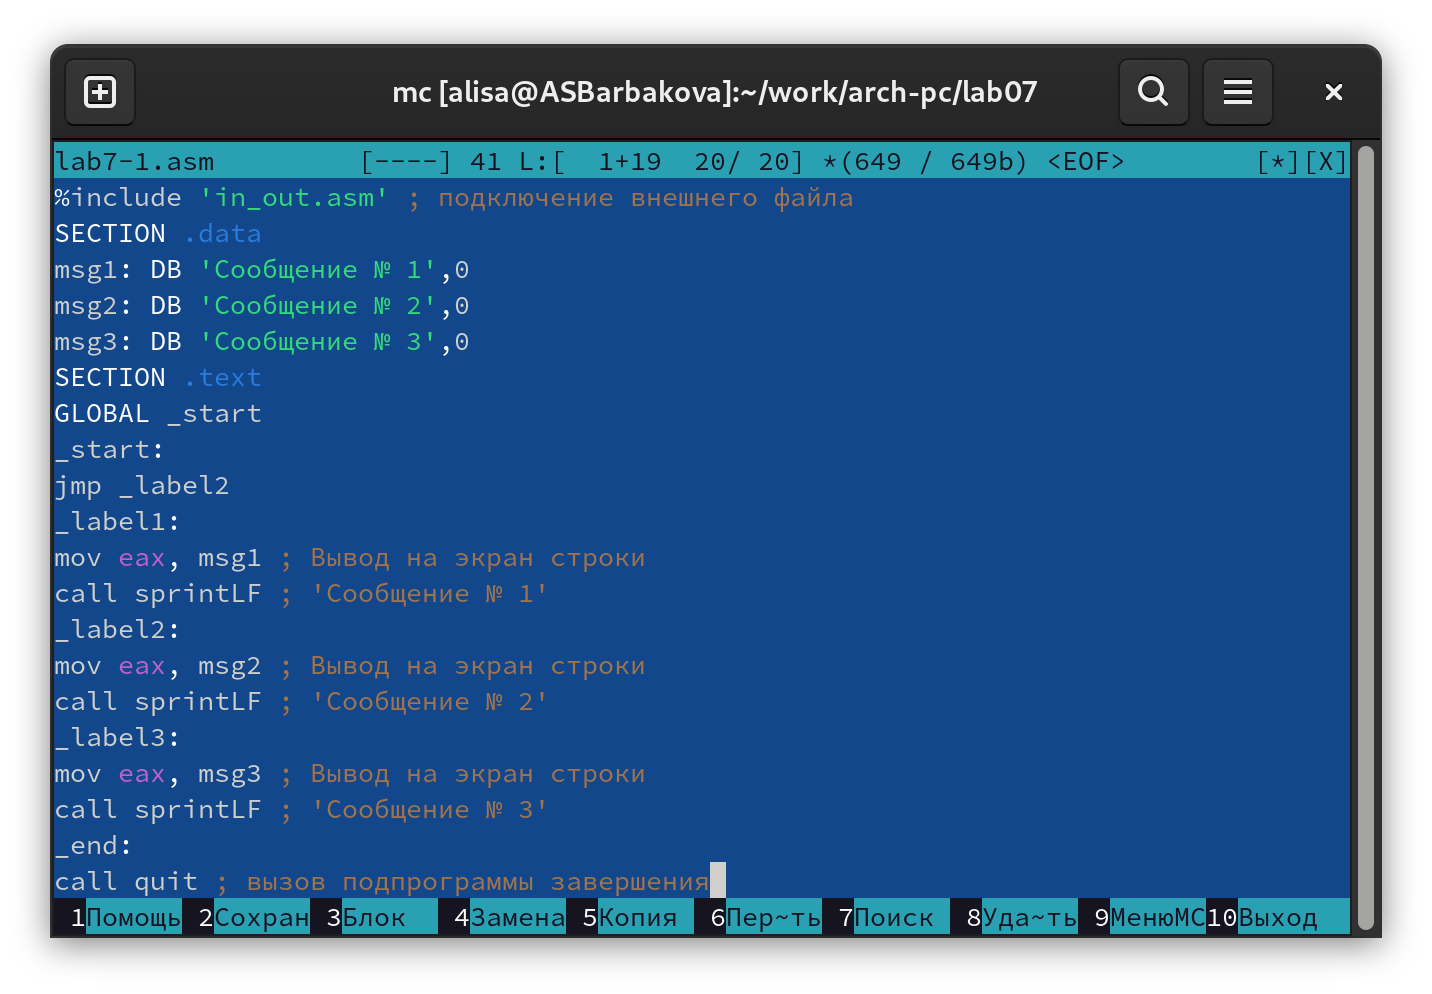 mc [alisa@ASBarbakova]:~/work/arch-pc/lab07
lab7-1.asm [----] 41 L:[ 1+19 20/ 20] *(649 / 649b) <EOF> [*][X]
%include 'in_out.asm' ; подключение внешнего файла
SECTION .data
msg1: DB 'Сообщение № 1',0
msg2: DB 'Сообщение № 2',0
msg3: DB 'Сообщение № 3',0
SECTION .text
GLOBAL _start
_start:
jmp _label2
_label1:
mov eax, msg1 ; Вывод на экран строки
call sprintLF ; 'Сообщение № 1'
_label2:
mov eax, msg2 ; Вывод на экран строки
call sprintLF ; 'Сообщение № 2'
_label3:
mov eax, msg3 ; Вывод на экран строки
call sprintLF ; 'Сообщение № 3'
_end:
call quit ; вызов подпрограммы завершения
1Помощь 2Сохран 3Блок 4Замена 5Копия 6Пер~ть 7Поиск 8Уда~ть 9МенюМС10Выход